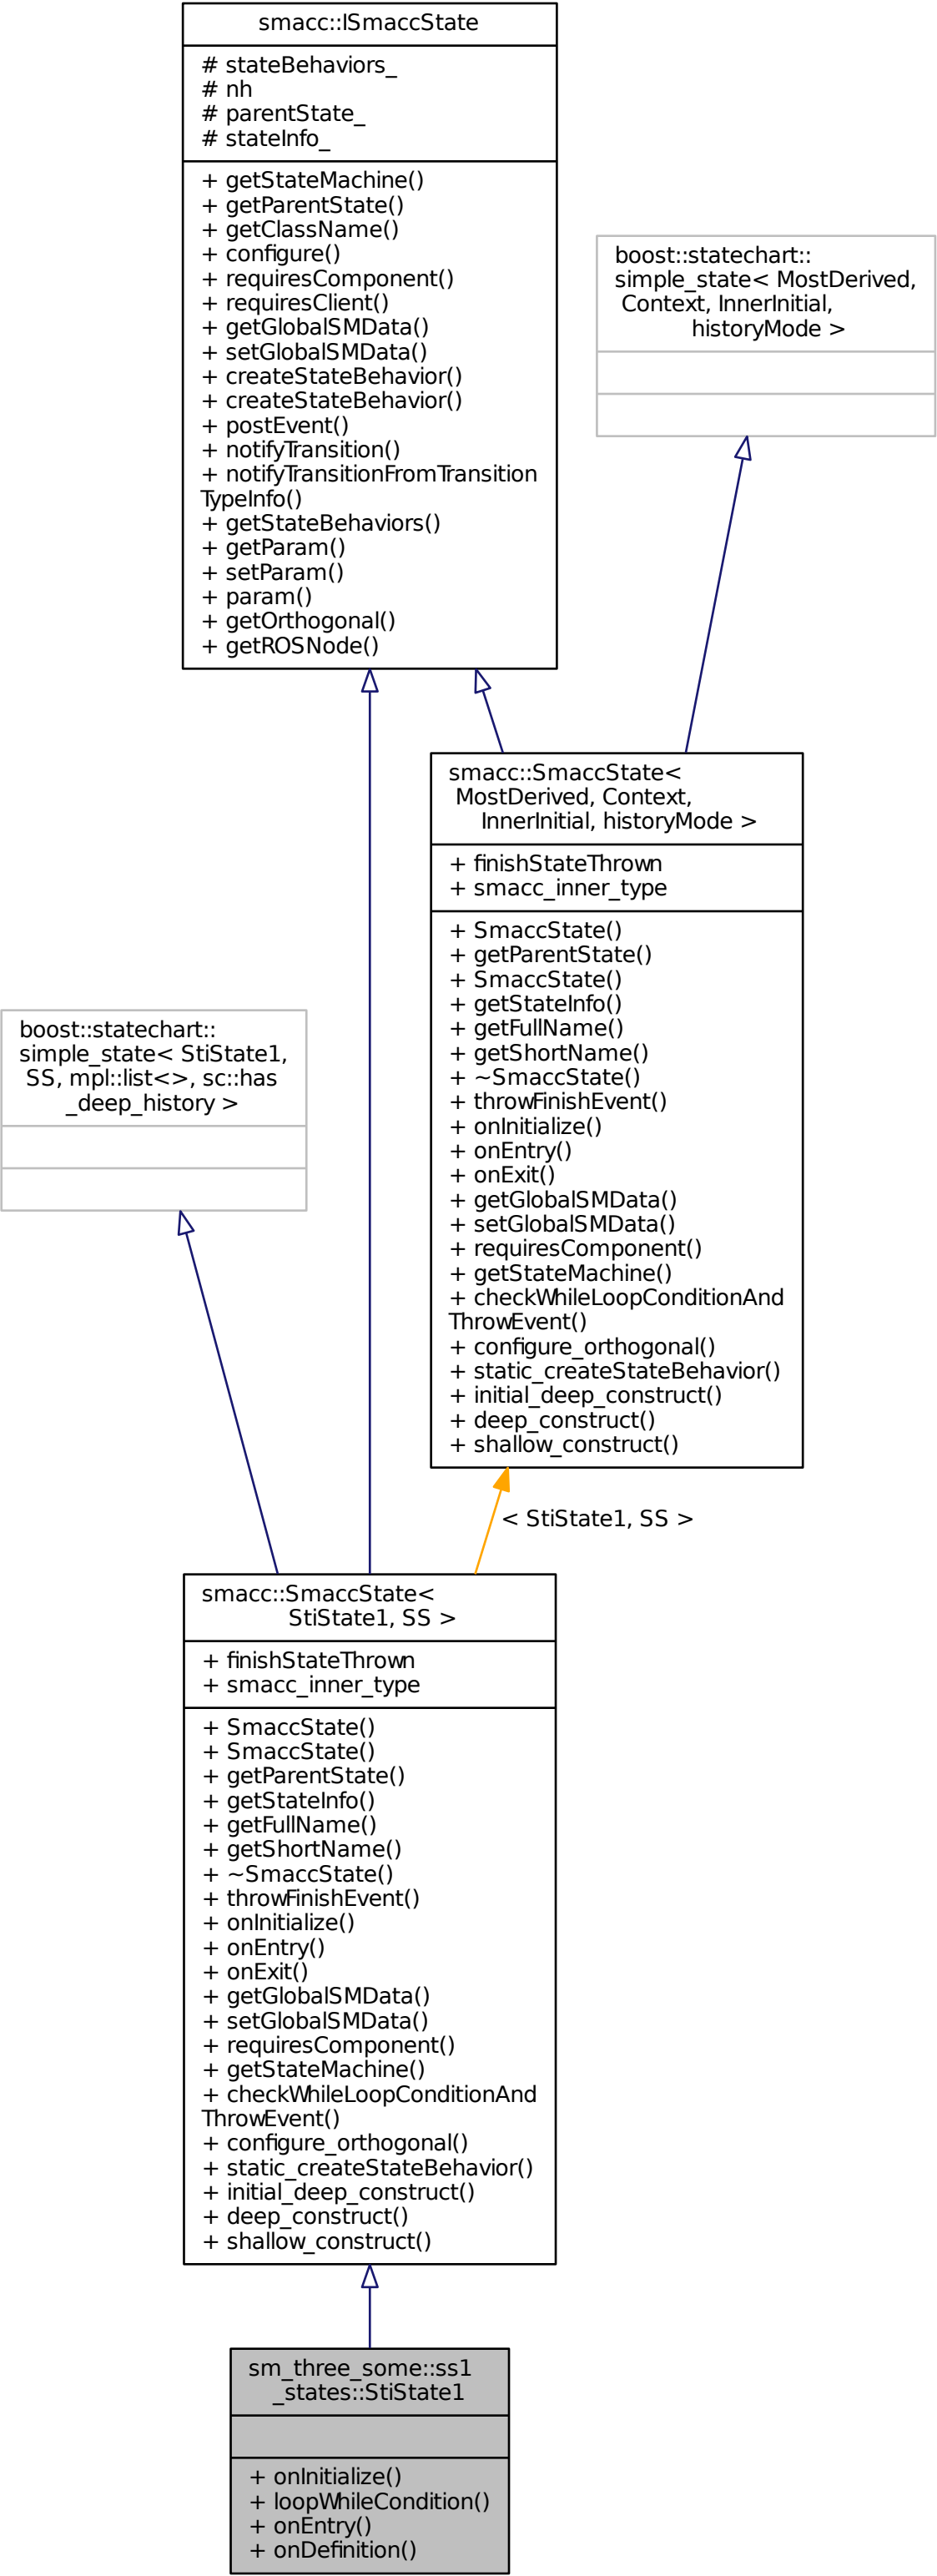 smacc::ISmaccState
# stateBehaviors_
# nh
# parentState_
# stateInfo_
+ getStateMachine()
+ getParentState()
+ getClassName()
+ configure()
+ requiresComponent()
+ requiresClient()
+ getGlobalSMData()
+ setGlobalSMData()
+ createStateBehavior()
+ createStateBehavior()
+ postEvent()
+ notifyTransition()
+ notifyTransitionFromTransition
TypeInfo()
+ getStateBehaviors()
+ getParam()
+ setParam()
+ param()
+ getOrthogonal()
+ getROSNode()
boost::statechart::
simple_state< MostDerived,
Context, InnerInitial,
historyMode >
smacc::SmaccState<
MostDerived, Context,
InnerInitial, historyMode >
+ finishStateThrown
+ smacc_inner_type
+ SmaccState()
+ getParentState()
+ SmaccState()
+ getStateInfo()
+ getFullName()
+ getShortName()
+ ~SmaccState()
+ throwFinishEvent()
+ onInitialize()
+ onEntry()
+ onExit()
+ getGlobalSMData()
+ setGlobalSMData()
+ requiresComponent()
+ getStateMachine()
+ checkWhileLoopConditionAnd
ThrowEvent()
+ configure_orthogonal()
+ static_createStateBehavior()
+ initial_deep_construct()
+ deep_construct()
+ shallow_construct()
boost::statechart::
simple_state< StiState1,
SS, mpl::list<>, sc::has
_deep_history >
< StiState1, SS >
smacc::SmaccState<
StiState1, SS >
+ finishStateThrown
+ smacc_inner_type
+ SmaccState()
+ SmaccState()
+ getParentState()
+ getStateInfo()
+ getFullName()
+ getShortName()
+ ~SmaccState()
+ throwFinishEvent()
+ onInitialize()
+ onEntry()
+ onExit()
+ getGlobalSMData()
+ setGlobalSMData()
+ requiresComponent()
+ getStateMachine()
+ checkWhileLoopConditionAnd
ThrowEvent()
+ configure_orthogonal()
+ static_createStateBehavior()
+ initial_deep_construct()
+ deep_construct()
+ shallow_construct()
sm_three_some::ss1
_states::StiState1
+ onInitialize()
+ loopWhileCondition()
+ onEntry()
+ onDefinition()